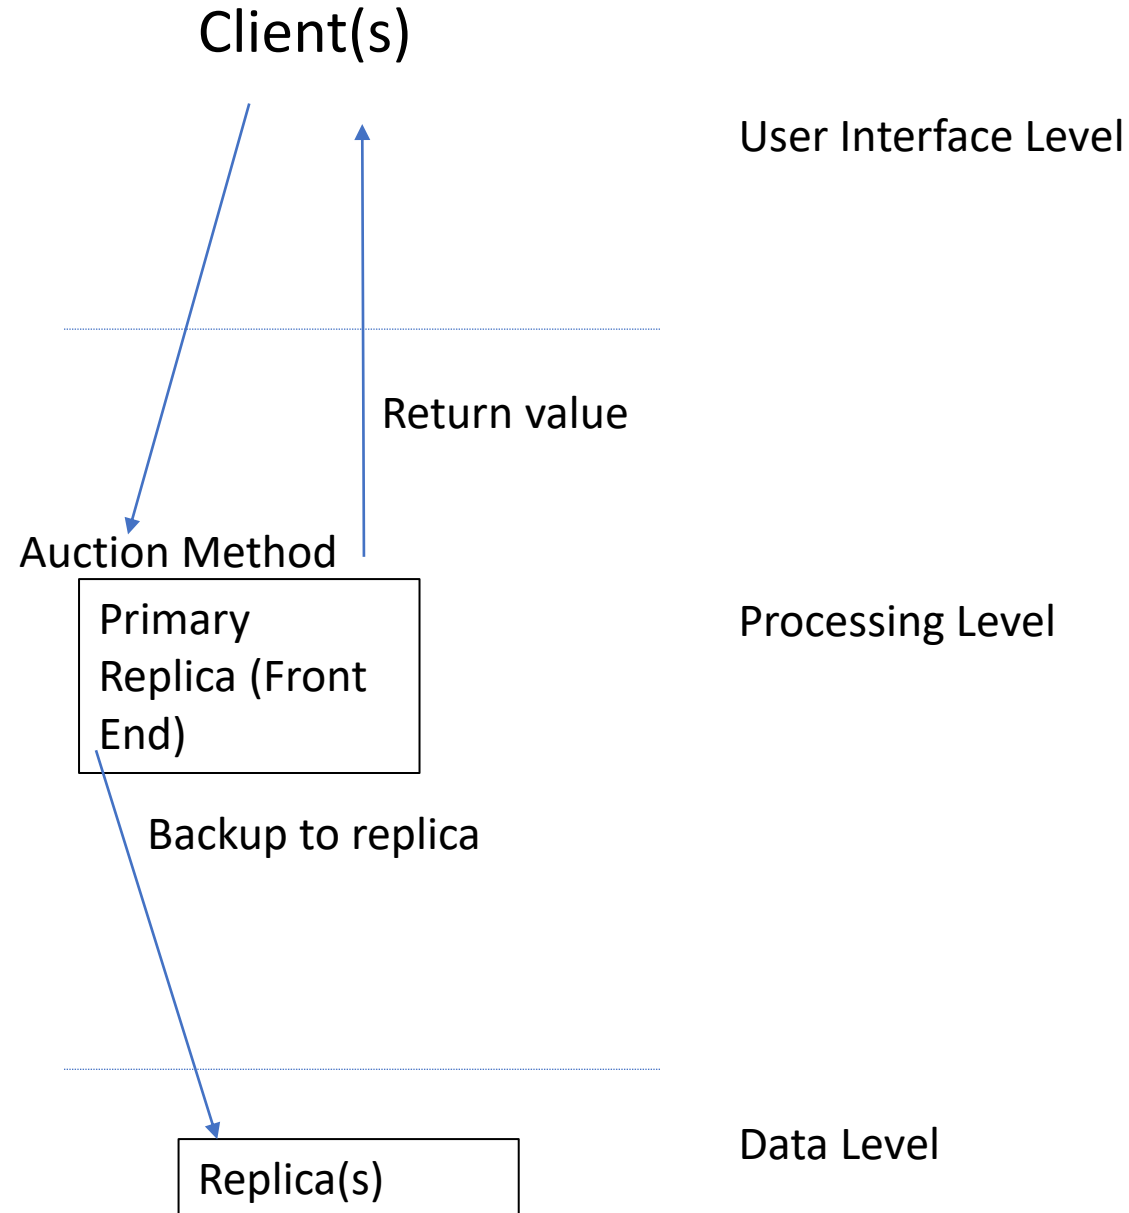 Client(s)
User Interface Level
Return value
Auction Method
Primary
Replica (Front
End)
Processing Level
Backup to replica
Data Level
Replica(s)